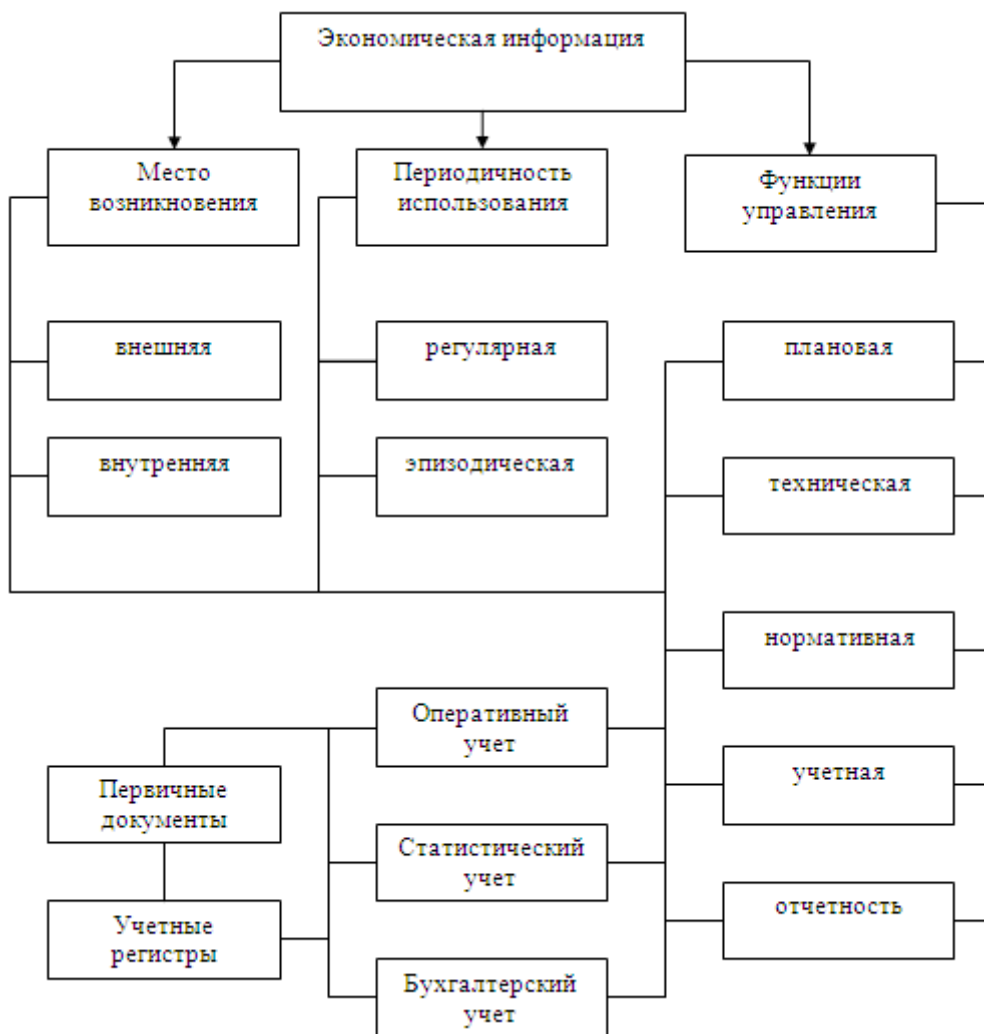 Экономическая информация
Место
возникновения
Периодичность
использования
Функции
управления
внешняя
регулярная
плановая
внутренняя
эпизодическая
техническая
нормативная
Оперативный
учет
Первичные
документы
учетная
Статистический
учет
Учетные
регистры
отчетность
Бухгалтерский
учет